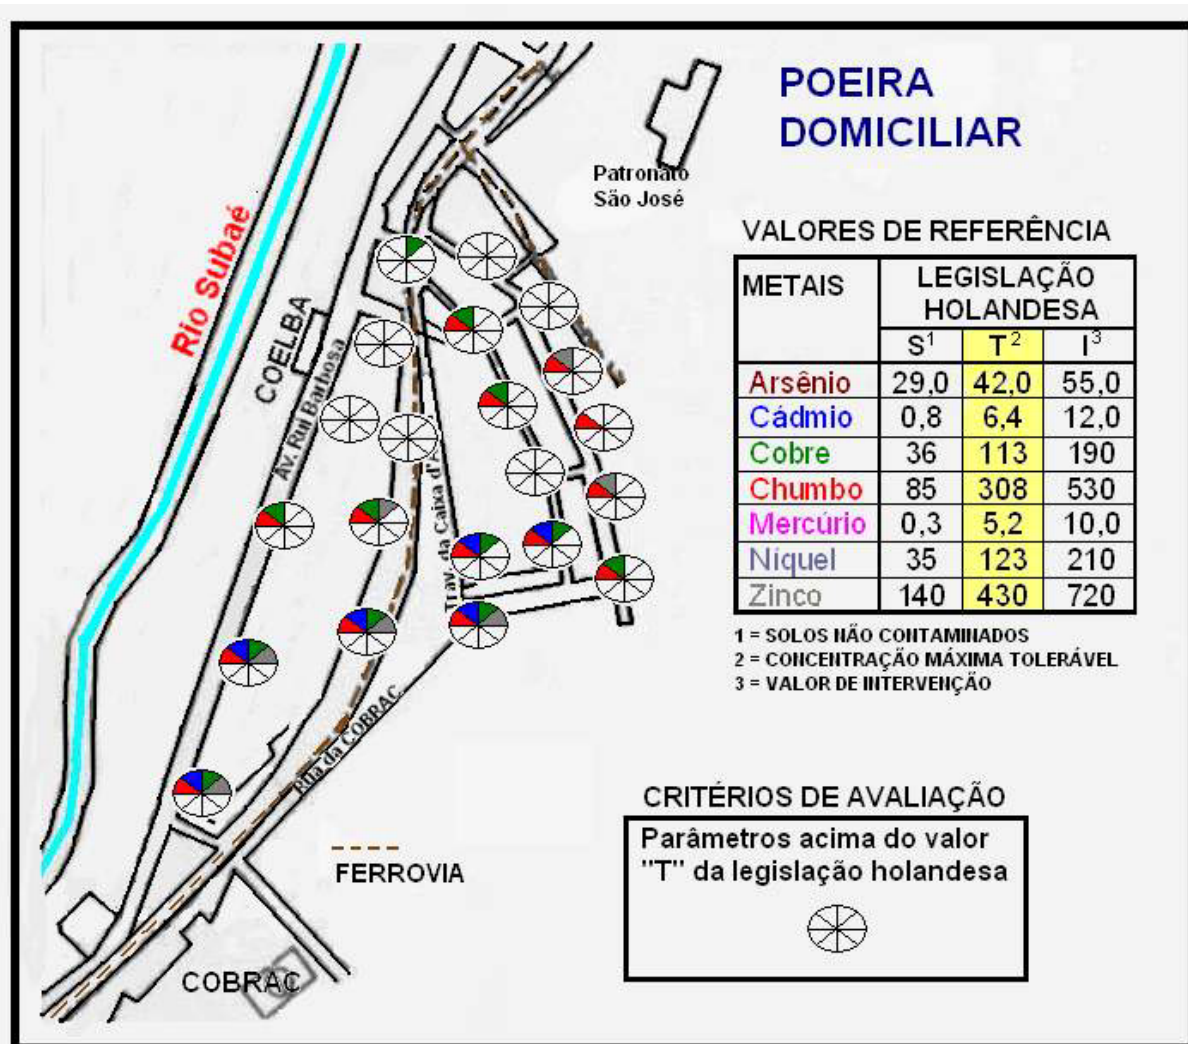 POEIRA
DOMICILIAR
Patronato
São José
Rio Subaé
COELBA
Av. Rui Barbosa
Trav. da Caixa d'A
Rua da COBRAC
FERROVIA
COBRAC
VALORES DE REFERÊNCIA
METAIS LEGISLAÇÃO HOLANDESA
S¹ T² I³
Arsênio 29,0 42,0 55,0
Cádmio 0,8 6,4 12,0
Cobre 36 113 190
Chumbo 85 308 530
Mercúrio 0,3 5,2 10,0
Níquel 35 123 210
Zinco 140 430 720
1 = SOLOS NÃO CONTAMINADOS
2 = CONCENTRAÇÃO MÁXIMA TOLERÁVEL
3 = VALOR DE INTERVENÇÃO
CRITÉRIOS DE AVALIAÇÃO
Parâmetros acima do valor
"T" da legislação holandesa